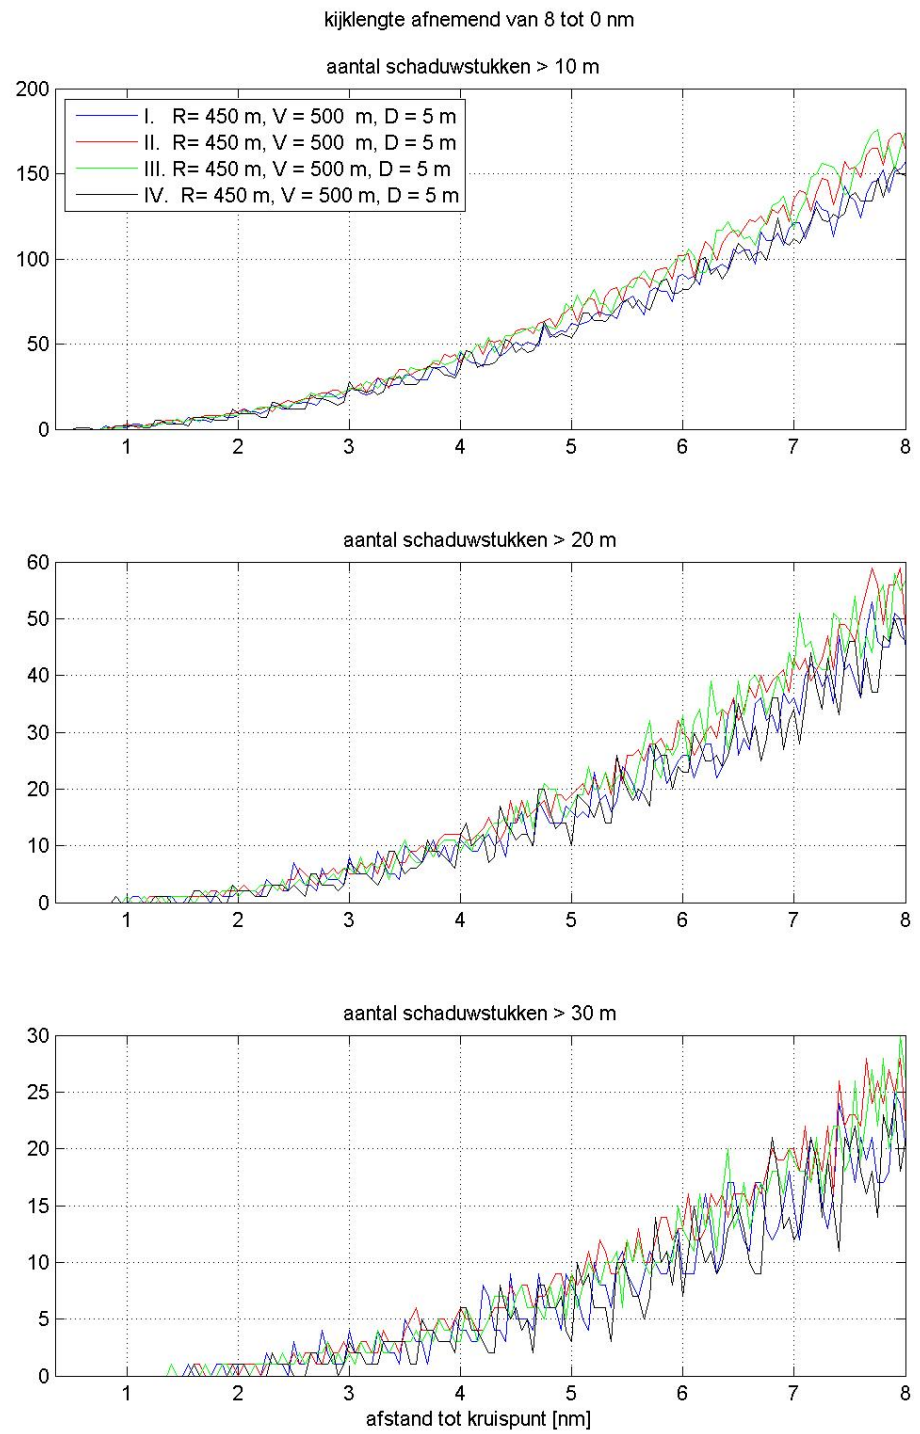 kijklengte afnemend van 8 tot 0 nm
aantal schaduwstukken > 10 m
200
150
100
50
0
I. R= 450 m, V = 500 m, D = 5 m
II. R= 450 m, V = 500 m, D = 5 m
III. R= 450 m, V = 500 m, D = 5 m
IV. R= 450 m, V = 500 m, D = 5 m
1 2 3 4 5 6 7 8
aantal schaduwstukken > 20 m
60
50
40
30
20
10
0
1 2 3 4 5 6 7 8
aantal schaduwstukken > 30 m
30
25
20
15
10
5
0
1 2 3 4 5 6 7 8
afstand tot kruispunt [nm]